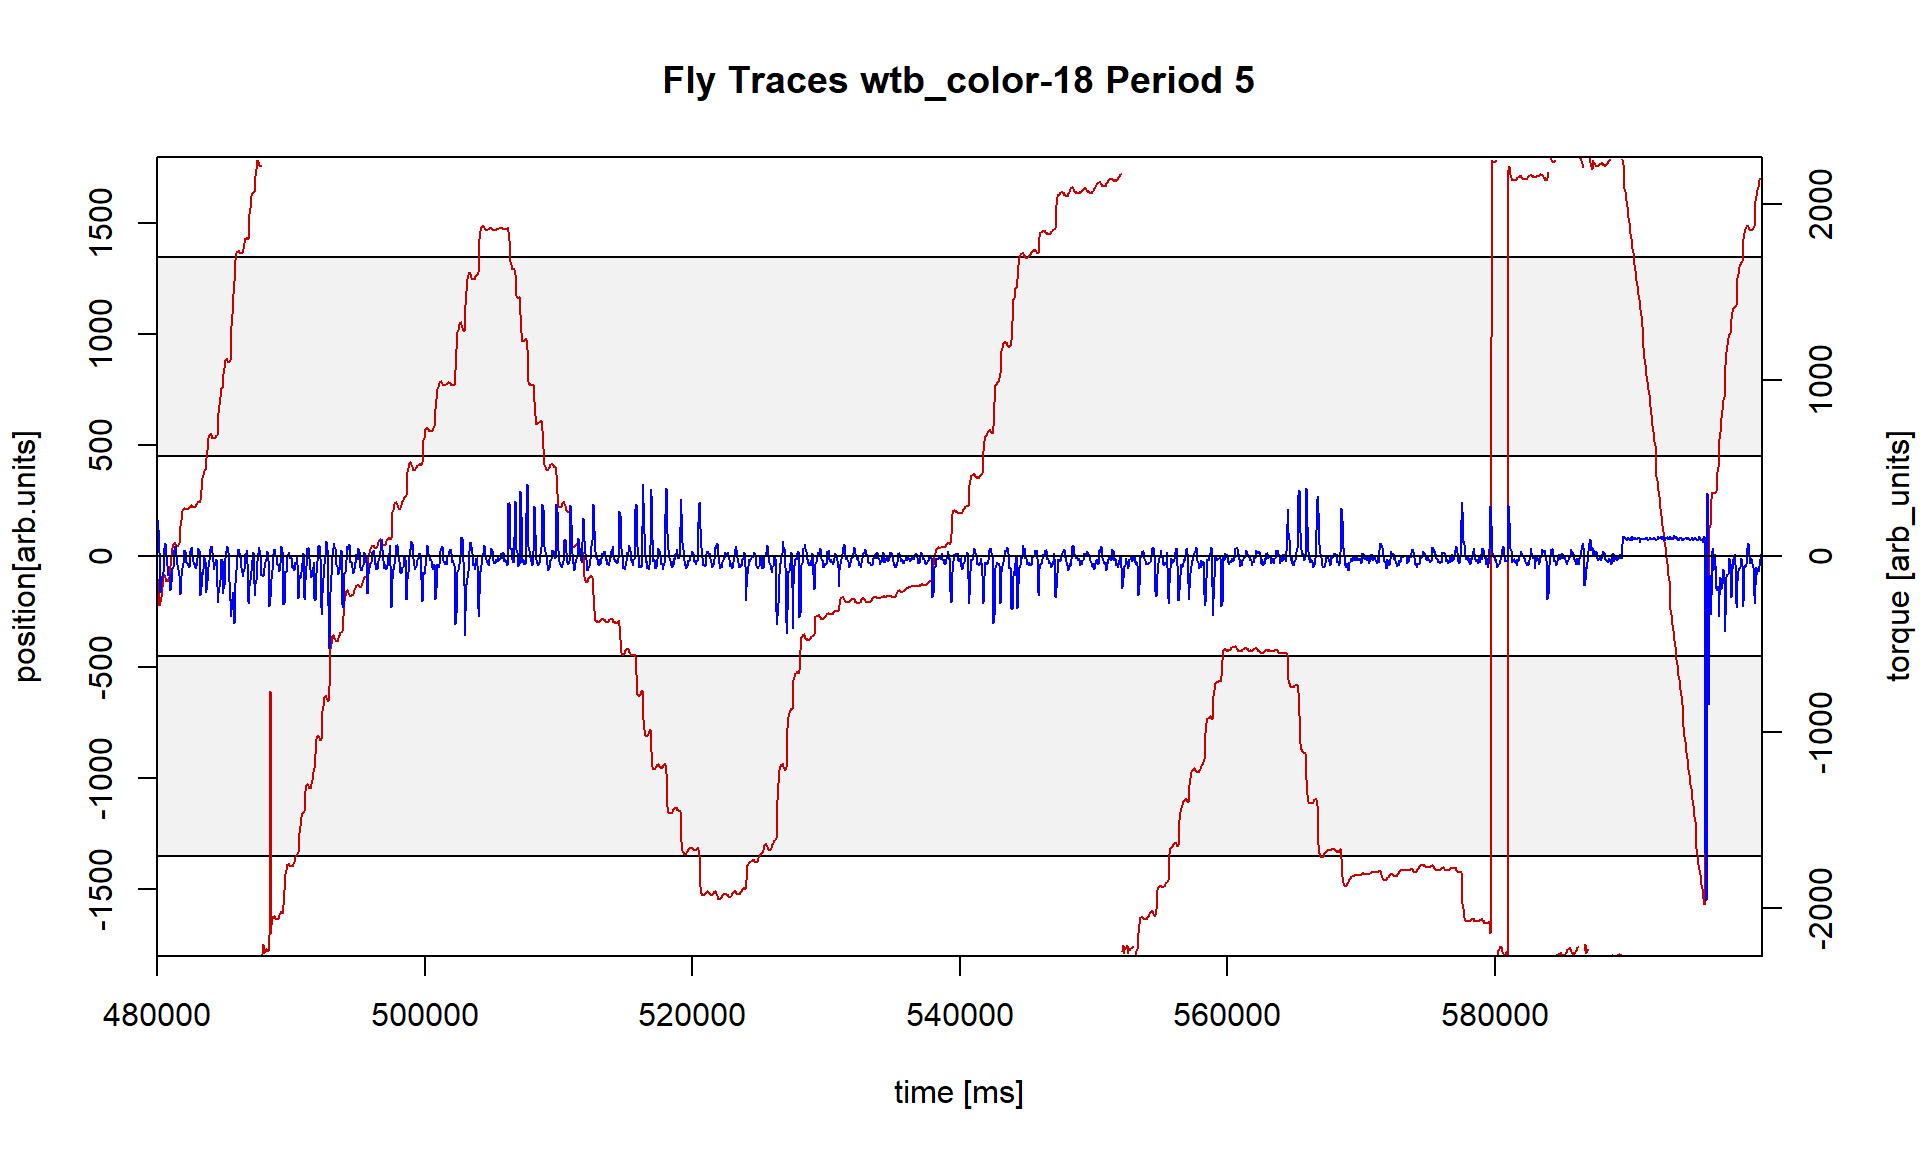 Fly Traces wtb_color-18 Period 5
position[arb.units]
1500
1000
500
0
-500
-1000
-1500
2000
1000
0
-1000
-2000
torque [arb_units]
480000 500000 520000 540000 560000 580000
time [ms]